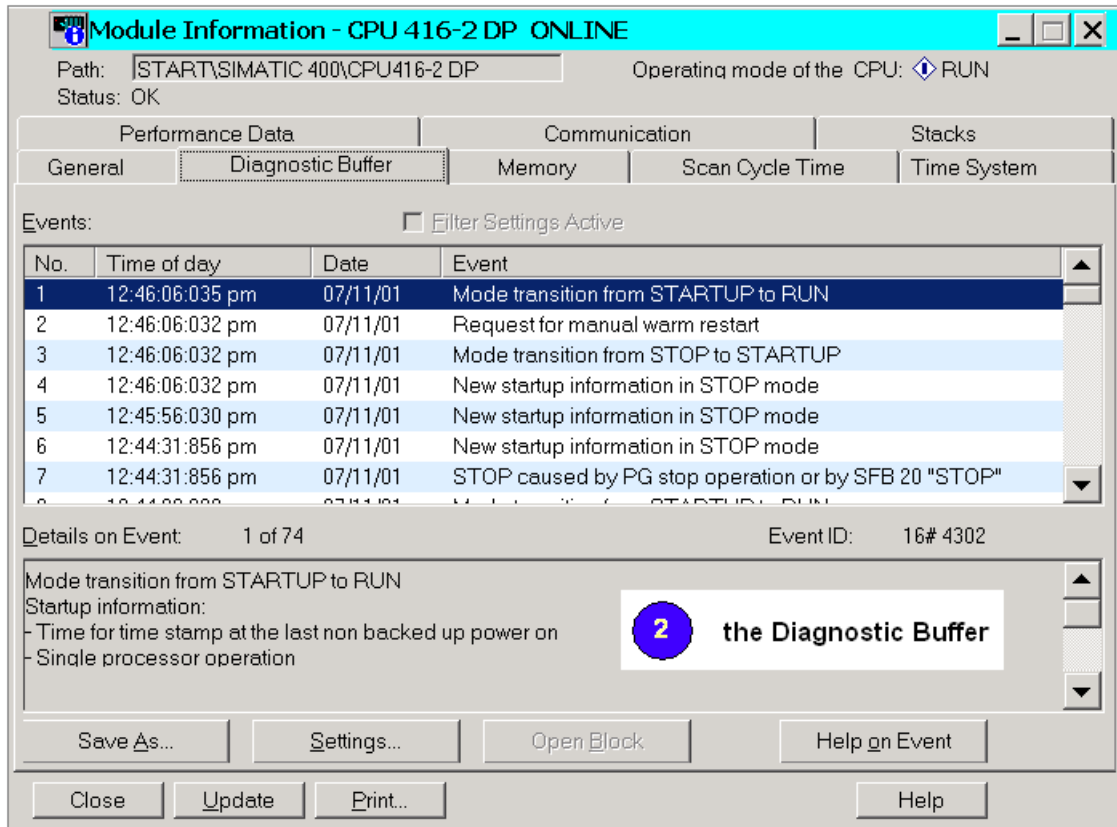 Module Information - CPU 416-2 DP ONLINE
Path: START\SIMATIC 400\CPU416-2 DP Operating mode of the CPU: RUN
Status: OK
Performance Data Communication Stacks
General Diagnostic Buffer Memory Scan Cycle Time Time System
Events: Filter Settings Active
No. Time of day Date Event
1 12:46:06:035 pm 07/11/01 Mode transition from STARTUP to RUN
2 12:46:06:032 pm 07/11/01 Request for manual warm restart
3 12:46:06:032 pm 07/11/01 Mode transition from STOP to STARTUP
4 12:46:06:032 pm 07/11/01 New startup information in STOP mode
5 12:45:56:030 pm 07/11/01 New startup information in STOP mode
6 12:44:31:856 pm 07/11/01 New startup information in STOP mode
7 12:44:31:856 pm 07/11/01 STOP caused by PG stop operation or by SFB 20 "STOP"
Details on Event: 1 of 74 Event ID: 16# 4302
Mode transition from STARTUP to RUN
Startup information:
- Time for time stamp at the last non backed up power on
- Single processor operation
2 the Diagnostic Buffer
Save As... Settings... Open Block Help on Event
Close Update Print... Help